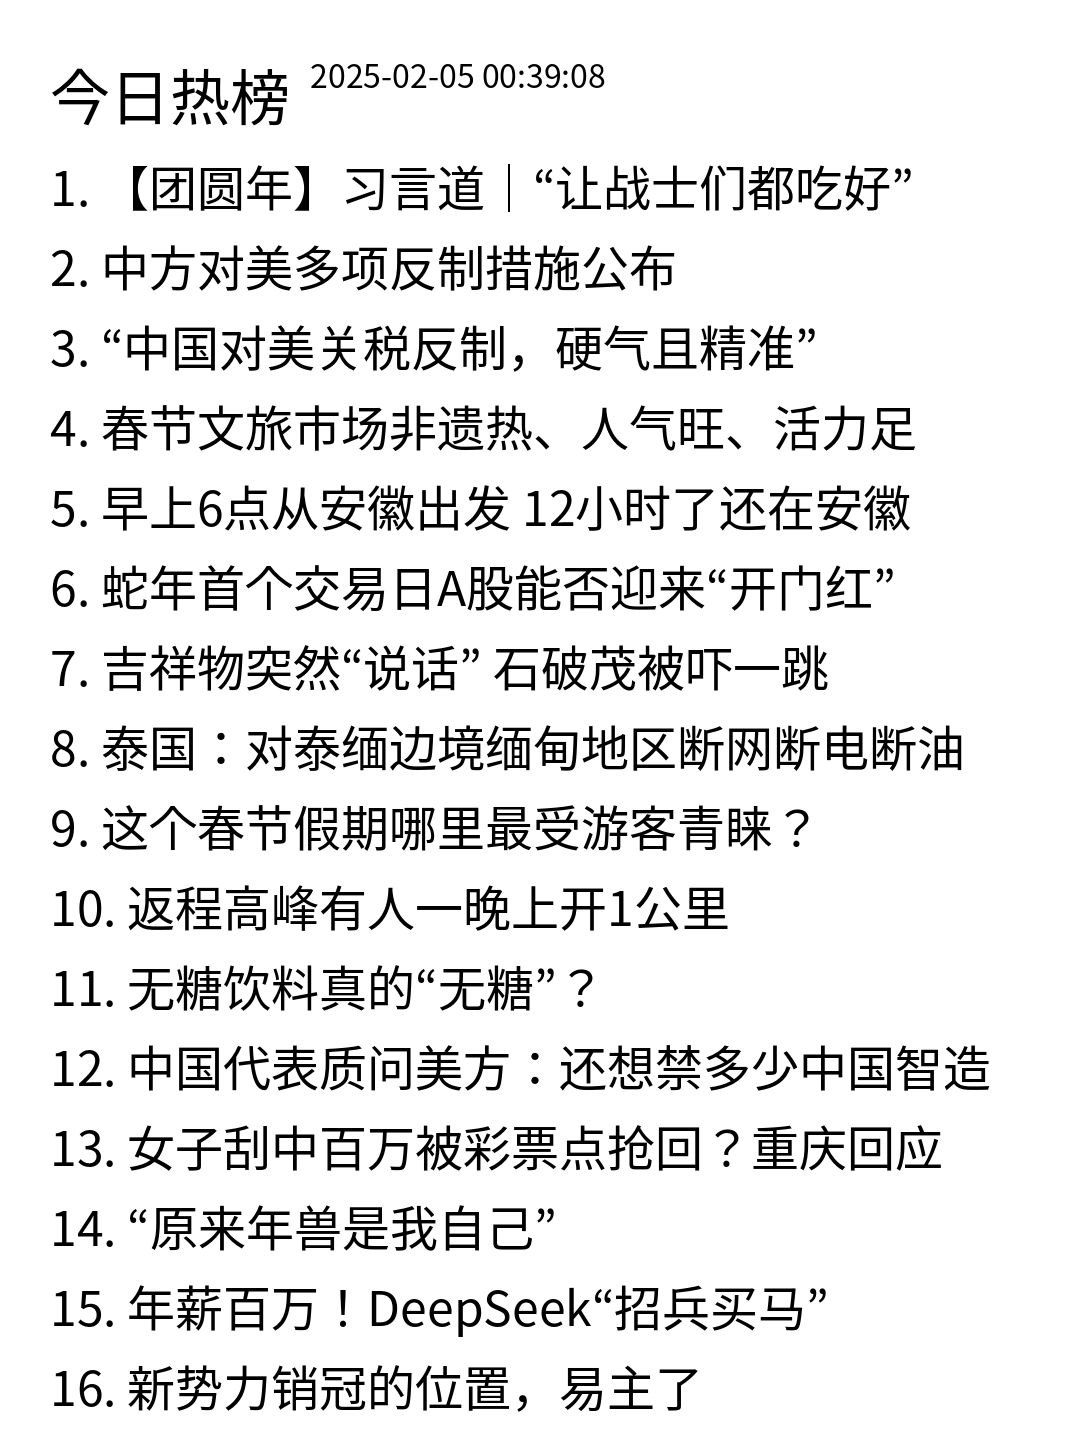 今日热榜 2025-02-05 00:39:08
1. 【团圆年】习言道｜“让战士们都吃好”
2. 中方对美多项反制措施公布
3. “中国对美关税反制，硬气且精准”
4. 春节文旅市场非遗热、人气旺、活力足
5. 早上6点从安徽出发 12小时了还在安徽
6. 蛇年首个交易日A股能否迎来“开门红”
7. 吉祥物突然“说话” 石破茂被吓一跳
8. 泰国：对泰缅边境缅甸地区断网断电断油
9. 这个春节假期哪里最受游客青睐？
10. 返程高峰有人一晚上开1公里
11. 无糖饮料真的“无糖”？
12. 中国代表质问美方：还想禁多少中国智造
13. 女子刮中百万被彩票点抢回？重庆回应
14. “原来年兽是我自己”
15. 年薪百万！DeepSeek“招兵买马”
16. 新势力销冠的位置，易主了